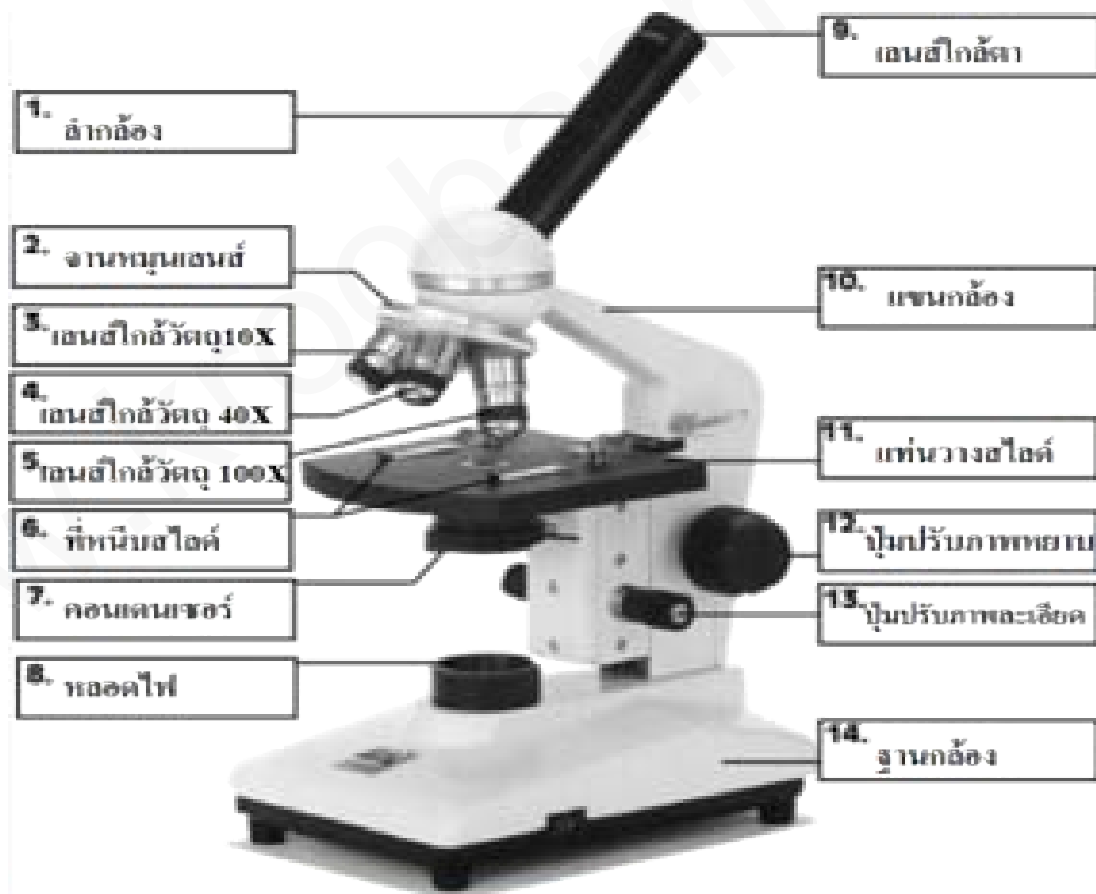 1. ลำกล้อง
2. จานหมุนเลนส์
3. เลนส์ใกล้วัตถุ10X
4. เลนส์ใกล้วัตถุ 40X
5. เลนส์ใกล้วัตถุ 100X
6. ที่หนีบสไลด์
7. คอนเดนเซอร์
8. หลอดไฟ
9. เลนส์ใกล้ตา
10. แขนกล้อง
11. แท่นวางสไลด์
12. ปุ่มปรับภาพหยาบ
13. ปุ่มปรับภาพละเอียด
14. ฐานกล้อง